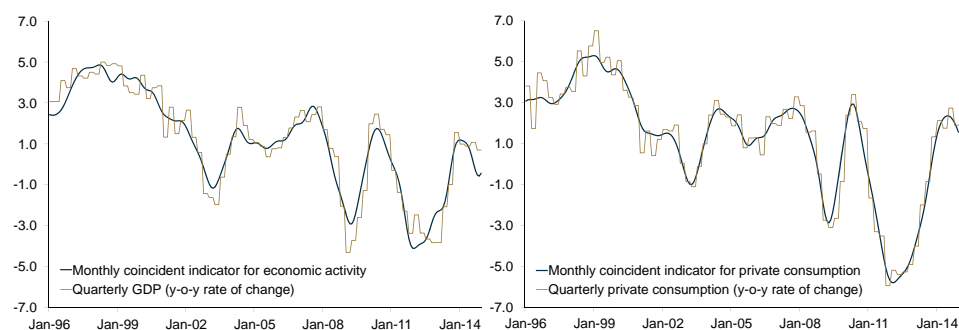 7.0
5.0
3.0
1.0
-1.0
-3.0
-5.0
-7.0
Monthly coincident indicator for economic activity
Quarterly GDP (y-o-y rate of change)
Jan-96 Jan-99 Jan-02 Jan-05 Jan-08 Jan-11 Jan-14
7.0
5.0
3.0
1.0
-1.0
-3.0
-5.0
-7.0
Monthly coincident indicator for private consumption
Quarterly private consumption (y-o-y rate of change)
Jan-96 Jan-99 Jan-02 Jan-05 Jan-08 Jan-11 Jan-14